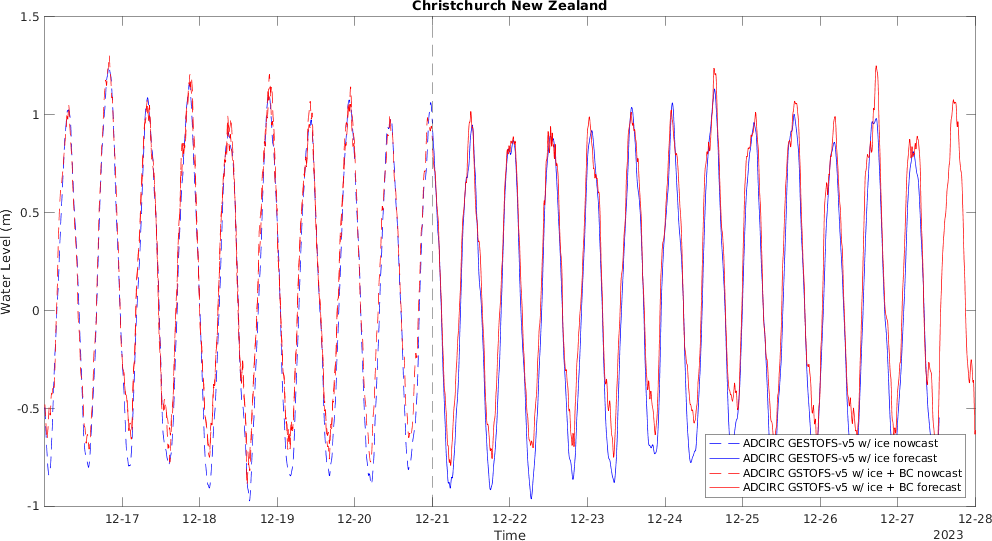 Christchurch New Zealand
1.5
1
0.5
0
-0.5
-1
Water Level (m)
12-17 12-18 12-19 12-20 12-21 12-22 12-23 12-24 12-25 12-26 12-27 12-28
Time
2023
ADCIRC GESTOFS-v5 w/ ice nowcast
ADCIRC GESTOFS-v5 w/ ice forecast
ADCIRC GSTOFS-v5 w/ ice + BC nowcast
ADCIRC GSTOFS-v5 w/ ice + BC forecast